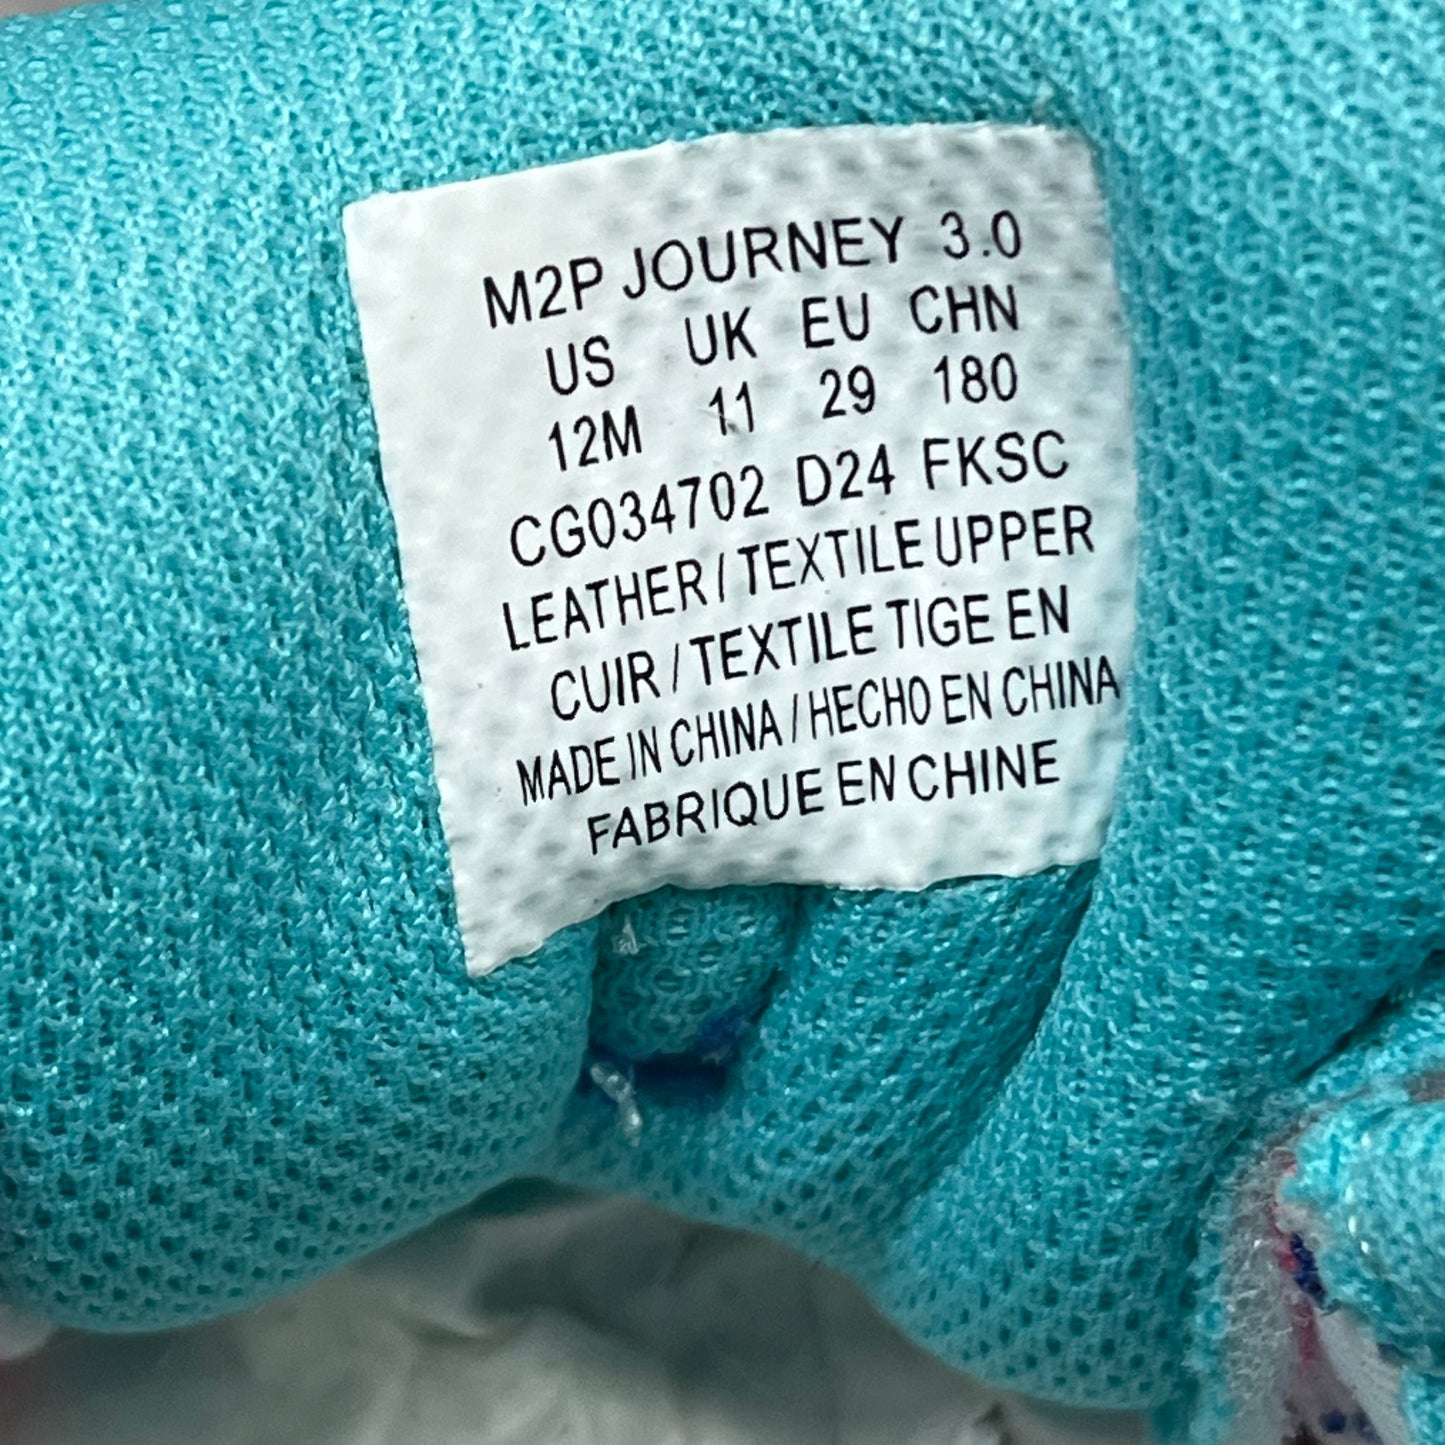 M2P JOURNEY 3.0
US UK EU CHN
12M 11 29 180
CG034702 D24 FKSC
LEATHER / TEXTILE UPPER
CUIR / TEXTILE TIGE EN
MADE IN CHINA / HECHO EN CHINA
FABRIQUE EN CHINE